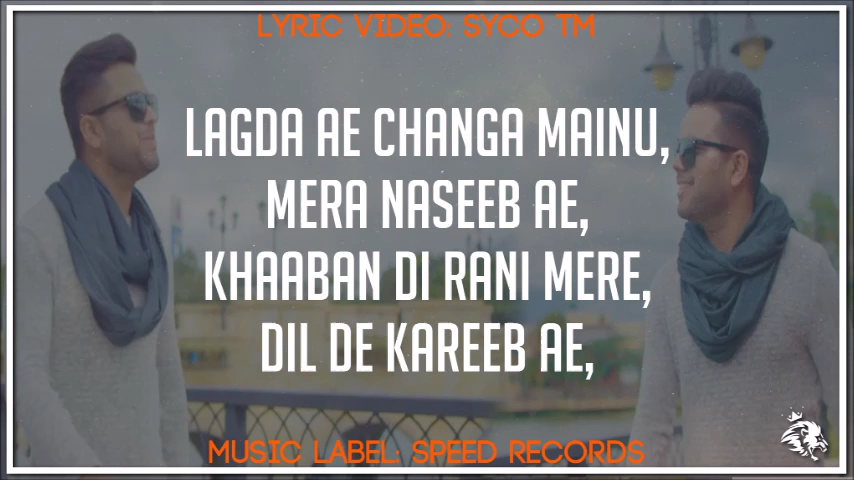 LYRIC VIDEO: SYCO TM
LAGDA AE CHANGA MAINU,
MERA NASEEB AE,
KHAABAN DI RANI MERE,
DIL DE KAREEB AE,
MUSIC LABEL: SPEED RECORDS